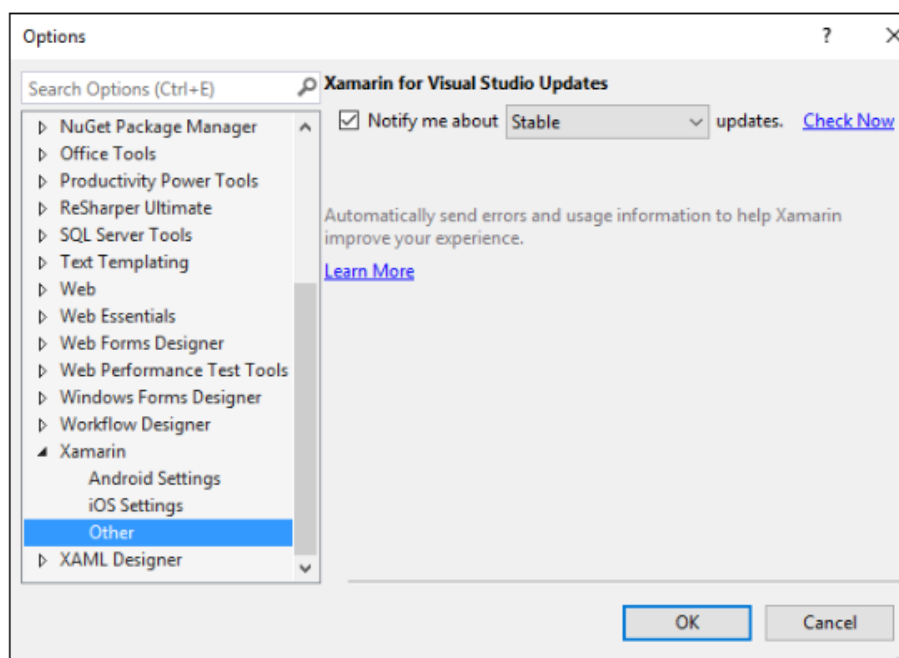 Options
Search Options (Ctrl+E)
NuGet Package Manager
Office Tools
Productivity Power Tools
ReSharper Ultimate
SQL Server Tools
Text Templating
Web
Web Essentials
Web Forms Designer
Web Performance Test Tools
Windows Forms Designer
Workflow Designer
Xamarin
Android Settings
iOS Settings
Other
XAML Designer
Xamarin for Visual Studio Updates
Notify me about Stable updates. Check Now
Automatically send errors and usage information to help Xamarin
improve your experience.
Learn More
OK Cancel